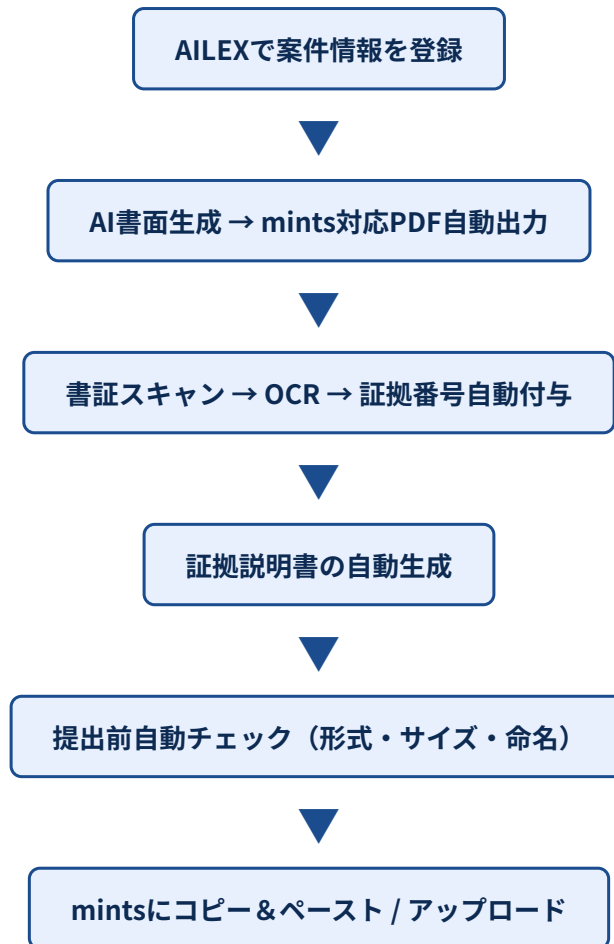 AILEXで案件情報を登録
AI書面生成 → mints対応PDF自動出力
書証スキャン → OCR → 証拠番号自動付与
証拠説明書の自動生成
提出前自動チェック（形式・サイズ・命名）
mintsにコピー＆ペースト / アップロード